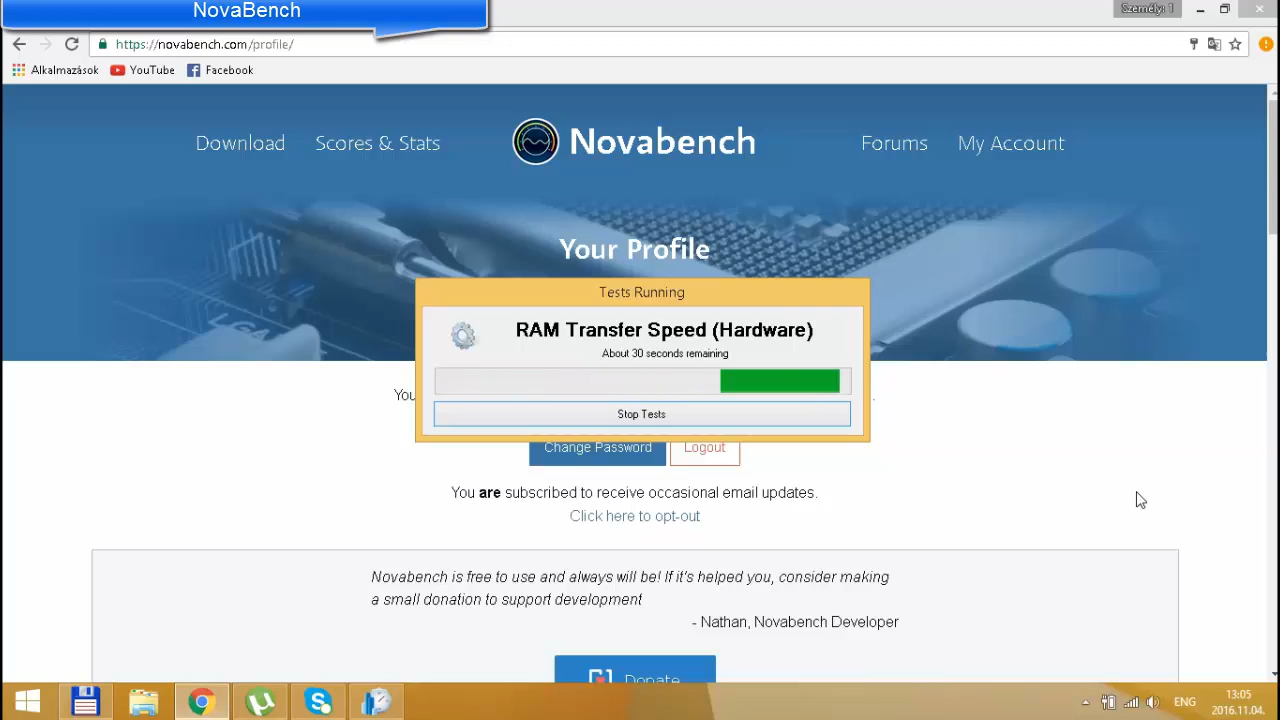 NovaBench
Személy: 1
https://novabench.com/profile/
Alkalmazások YouTube Facebook
Download Scores & Stats Novabench Forums My Account
Your Profile
Tests Running
RAM Transfer Speed (Hardware)
About 30 seconds remaining
You
Stop Tests
Change Password Logout
You are subscribed to receive occasional email updates.
Click here to opt-out
Novabench is free to use and always will be! If it's helped you, consider making
a small donation to support development
- Nathan, Novabench Developer
Donate
ENG 13:05
2016.11.04.